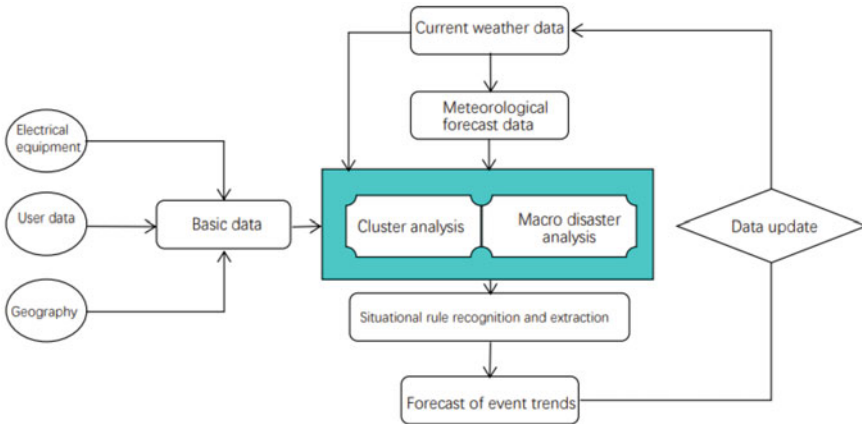 Current weather data
Meteorological
forecast data
Electrical
equipment
User data
Basic data
Cluster analysis
Macro disaster
analysis
Data update
Geography
Situational rule recognition and extraction
Forecast of event trends